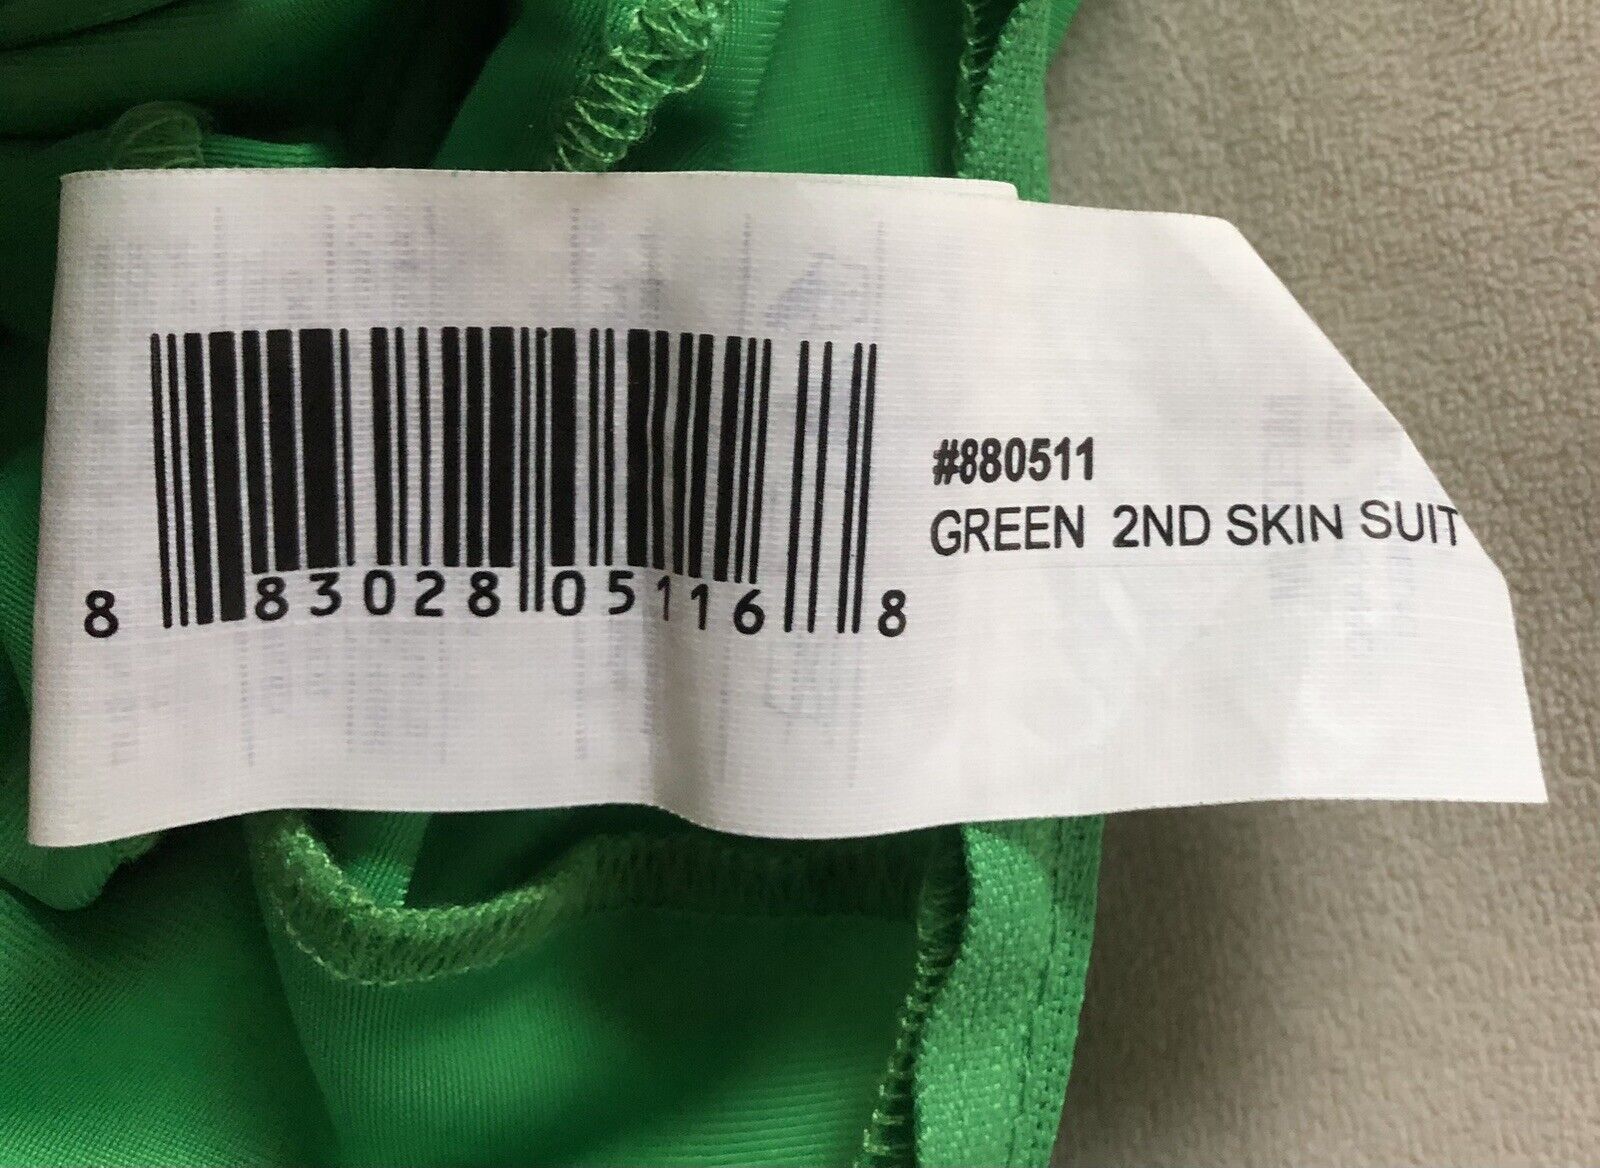 #880511
GREEN 2ND SKIN SUIT
8 83028 05116 8